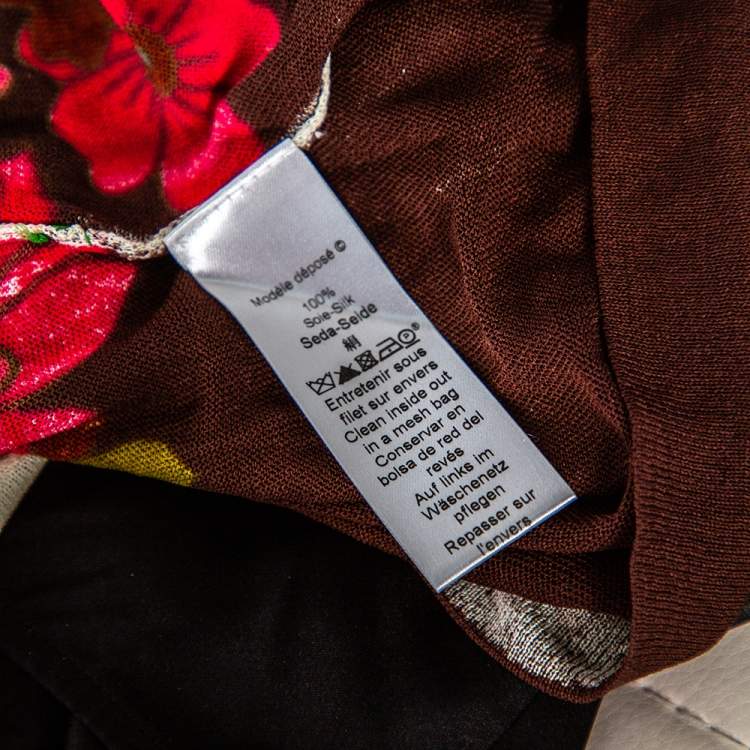 Modèle déposé ©
100%
Soie-Silk
Seda-Seide
絹
Entretenir sous
filet sur envers
Clean inside out
in a mesh bag
Conservar en
bolsa de red del
revés
Auf links im
Wäschenetz
pflegen
Repasser sur
l'envers